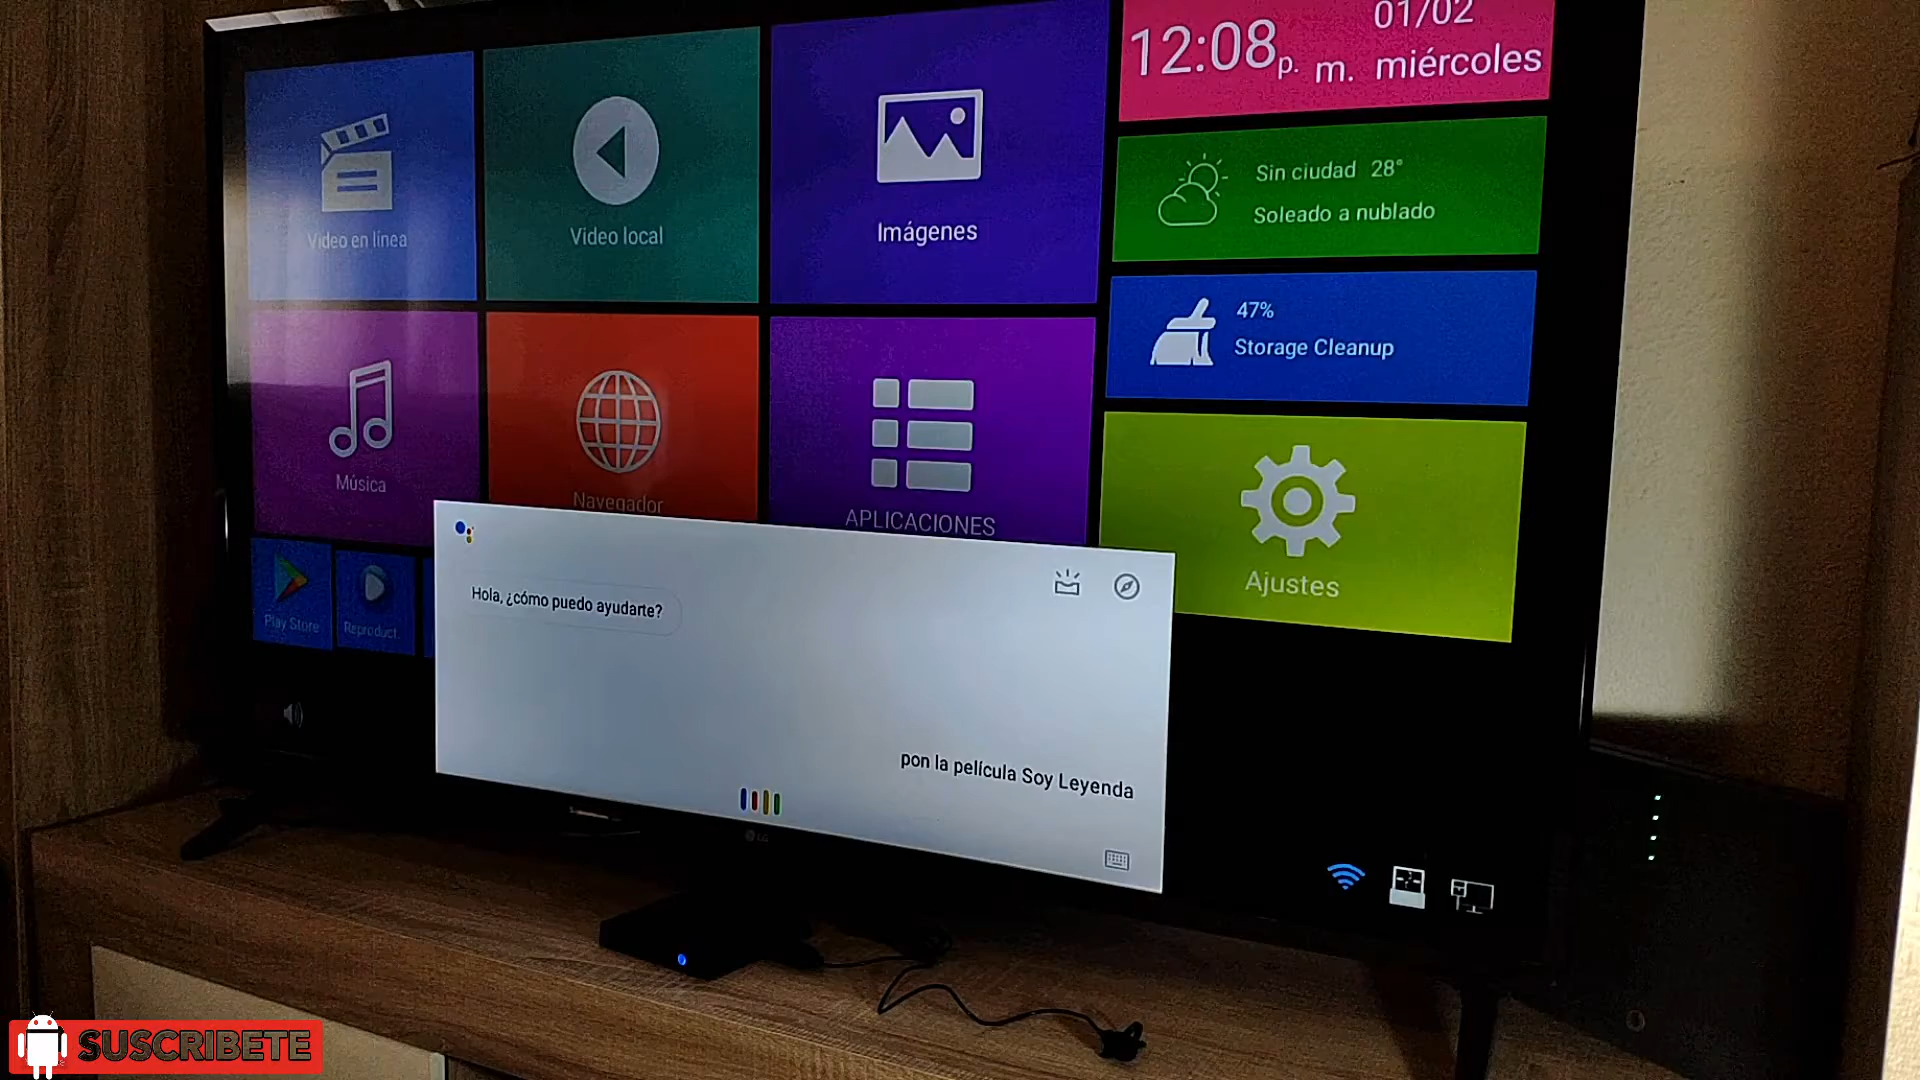 01/02
12:08 p. m. miércoles
Video en línea
Video local
Imágenes
Sin ciudad 28°
Soleado a nublado
47%
Storage Cleanup
Música
Navegador
APLICACIONES
Ajustes
Play Store
Reproduct.
Hola, ¿cómo puedo ayudarte?
pon la película Soy Leyenda
LG
SUSCRIBETE